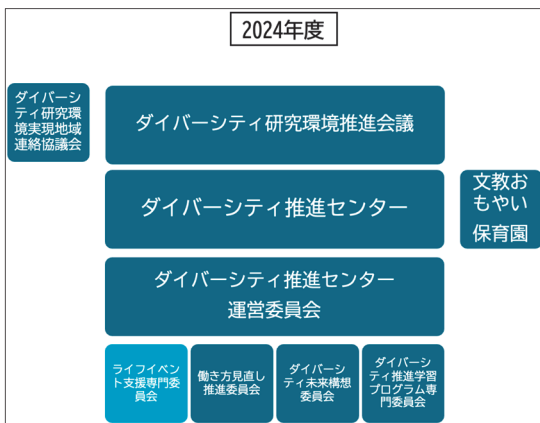 2024年度
ダイバーシ
ティ研究環
境実現地域
連絡協議会
ダイバーシティ研究環境推進会議
ダイバーシティ推進センター
文教お
もやい
保育園
ダイバーシティ推進センター
運営委員会
ライフイベン
ト支援専門委
員会
働き方見直し
推進委員会
ダイバーシ
ティ未来構想
委員会
ダイバーシ
ティ推進学習
プログラム専
門委員会